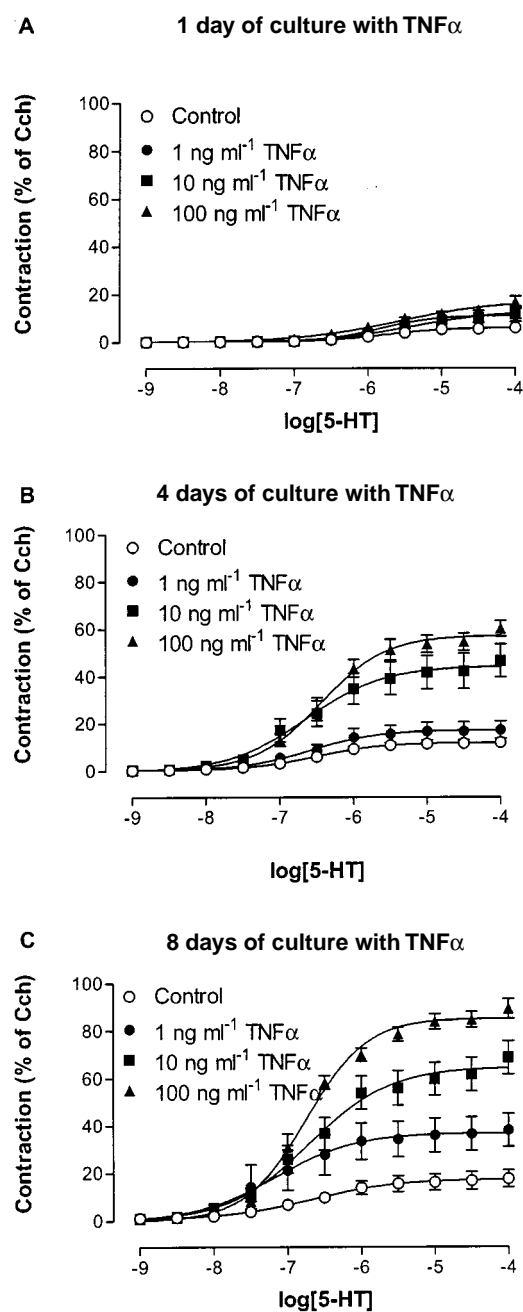 A
1 day of culture with TNFα
Contraction (% of Cch)
100
80
60
40
20
0
Control
1 ng ml⁻¹ TNFα
10 ng ml⁻¹ TNFα
100 ng ml⁻¹ TNFα
-9 -8 -7 -6 -5 -4
log[5-HT]
B
4 days of culture with TNFα
Contraction (% of Cch)
100
80
60
40
20
0
Control
1 ng ml⁻¹ TNFα
10 ng ml⁻¹ TNFα
100 ng ml⁻¹ TNFα
-9 -8 -7 -6 -5 -4
log[5-HT]
C
8 days of culture with TNFα
Contraction (% of Cch)
100
80
60
40
20
0
Control
1 ng ml⁻¹ TNFα
10 ng ml⁻¹ TNFα
100 ng ml⁻¹ TNFα
-9 -8 -7 -6 -5 -4
log[5-HT]